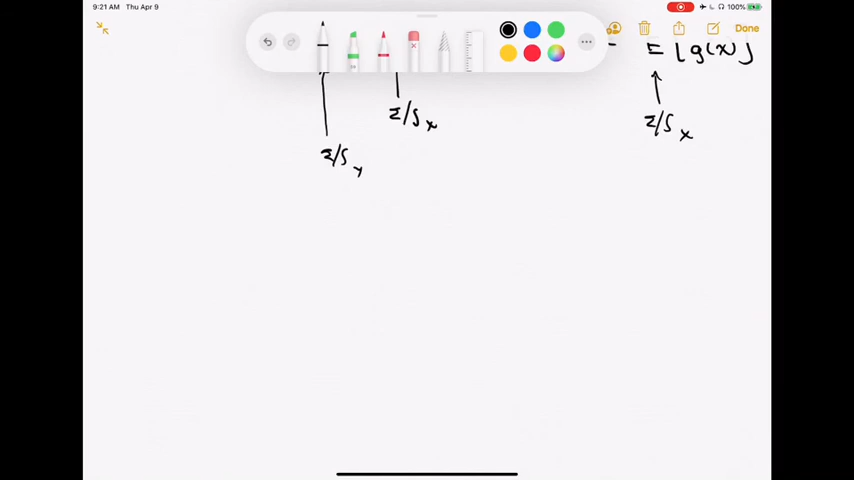 9:21 AM Thu Apr 9
100%
Done
E[g(x)]
Σ/∫x
Σ/∫x
Σ/∫